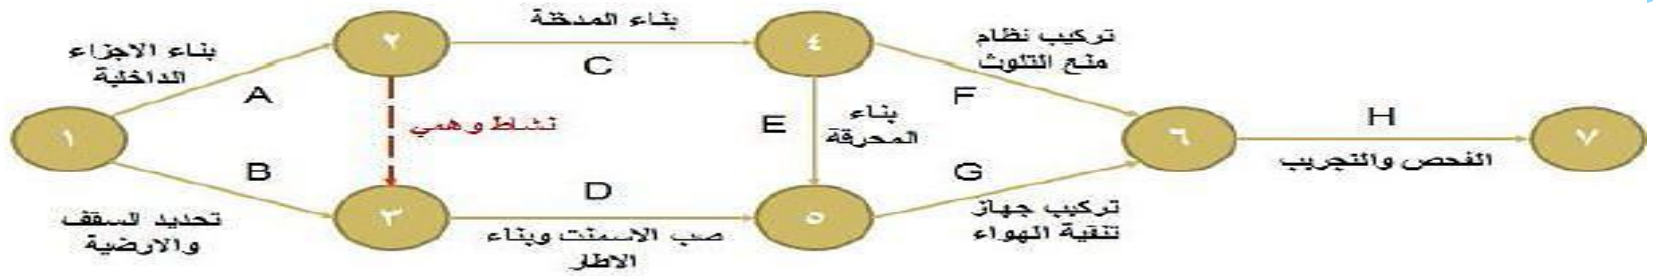 بناء الاجزاء
الداخلية
A
١
B
تحديد السقف
والارضية
٢
نشاط وهمي
٣
بناء المدخنة
C
D
صب الاسمنت وبناء
الاطار
٤
E
بناء
المحرقة
٥
تركيب نظام
منع التلوث
F
G
تركيب جهاز
تنقية الهواء
٦
H
الفحص والتجريب
٧